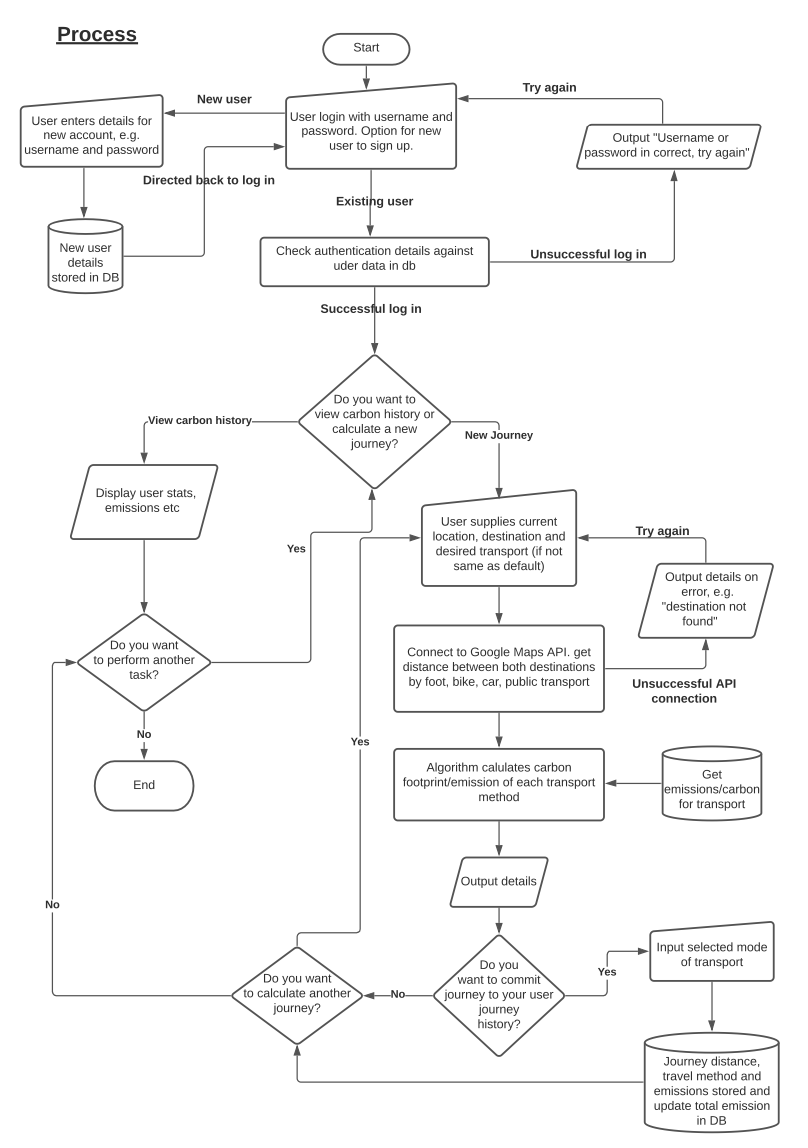 Process
Start
New user
Try again
User enters details for
new account, e.g.
username and password
User login with username and
password. Option for new
user to sign up.
Output "Username or
password in correct, try again"
Directed back to log in
Existing user
New user
details
stored in DB
Check authentication details against
uder data in db
Unsuccessful log in
Successful log in
Do you want to
view carbon history or
calculate a new
journey?
View carbon history
New Journey
Display user stats,
emissions etc
Yes
User supplies current
location, destination and
desired transport (if not
same as default)
Try again
Output details on
error, e.g.
"destination not
found"
Do you want
to perform another
task?
Connect to Google Maps API. get
distance between both destinations
by foot, bike, car, public transport
Unsuccessful API
connection
No
Yes
End
Algorithm calulates carbon
footprint/emission of each transport
method
Get
emissions/carbon
for transport
Output details
No
Do you want
to calculate another
journey?
No
Do you
want to commit
journey to your user
journey
history?
Yes
Input selected mode
of transport
Journey distance,
travel method and
emissions stored and
update total emission
in DB